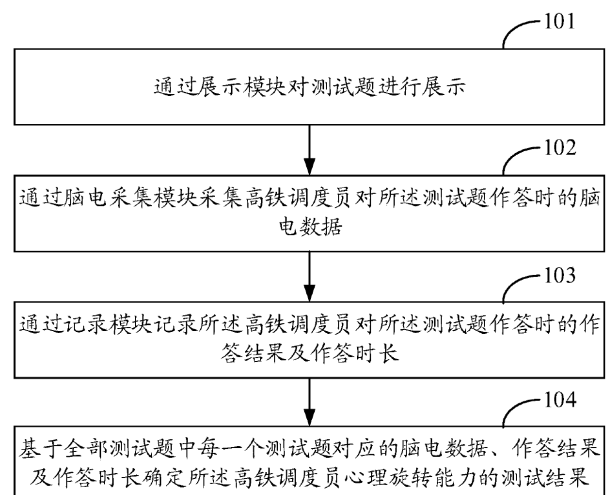 101
通过展示模块对测试题进行展示
102
通过脑电采集模块采集高铁调度员对所述测试题作答时的脑
电数据
103
通过记录模块记录所述高铁调度员对所述测试题作答时的作
答结果及作答时长
104
基于全部测试题中每一个测试题对应的脑电数据、作答结果
及作答时长确定所述高铁调度员心理旋转能力的测试结果